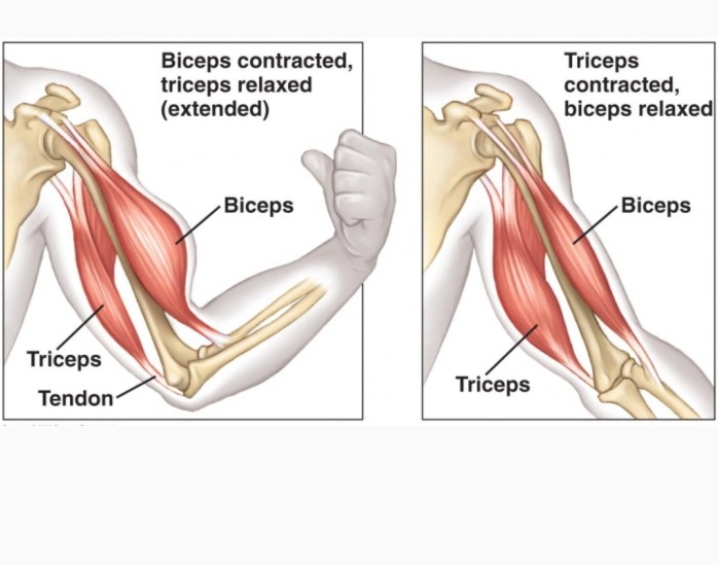 Biceps contracted,
triceps relaxed
(extended)
Biceps
Triceps
Tendon
Triceps
contracted,
biceps relaxed
Biceps
Triceps